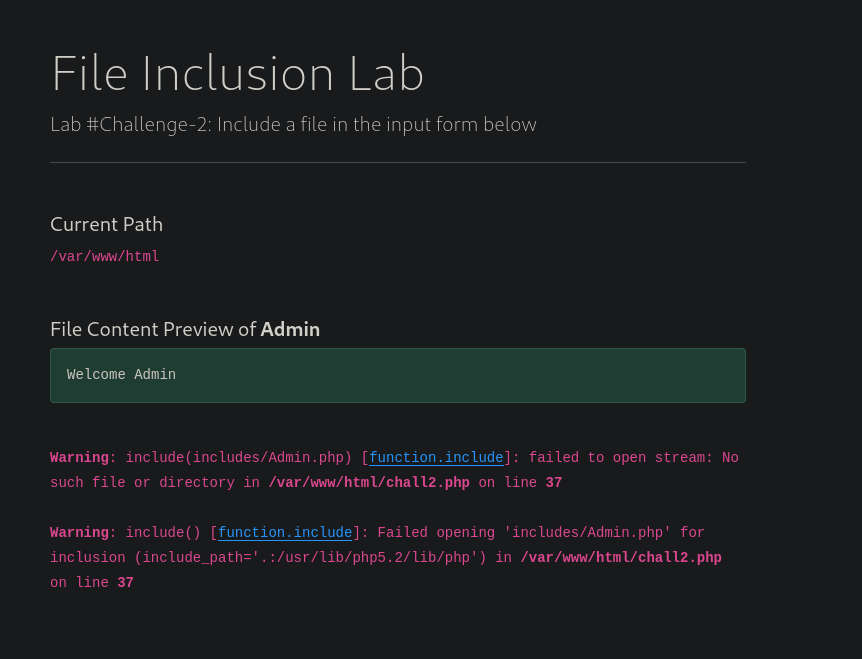 File Inclusion Lab
Lab #Challenge-2: Include a file in the input form below
Current Path
/var/www/html
File Content Preview of Admin
Welcome Admin
Warning: include(includes/Admin.php) [function.include]: failed to open stream: No
such file or directory in /var/www/html/chall2.php on line 37
Warning: include() [function.include]: Failed opening 'includes/Admin.php' for
inclusion (include_path='.:/usr/lib/php5.2/lib/php') in /var/www/html/chall2.php
on line 37